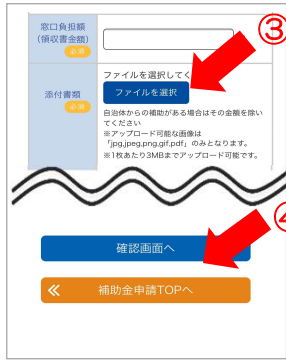 窓口負担額
(領収書金額)
必須
③
添付書類
必須
ファイルを選択してく
ファイルを選択
自治体からの補助がある場合はその金額を除い
てください
※アップロード可能な画像は
「jpg,jpeg,png,gif,pdf」のみとなります。
※1枚あたり3MBまでアップロード可能です。
④
確認画面へ
補助金申請TOPへ